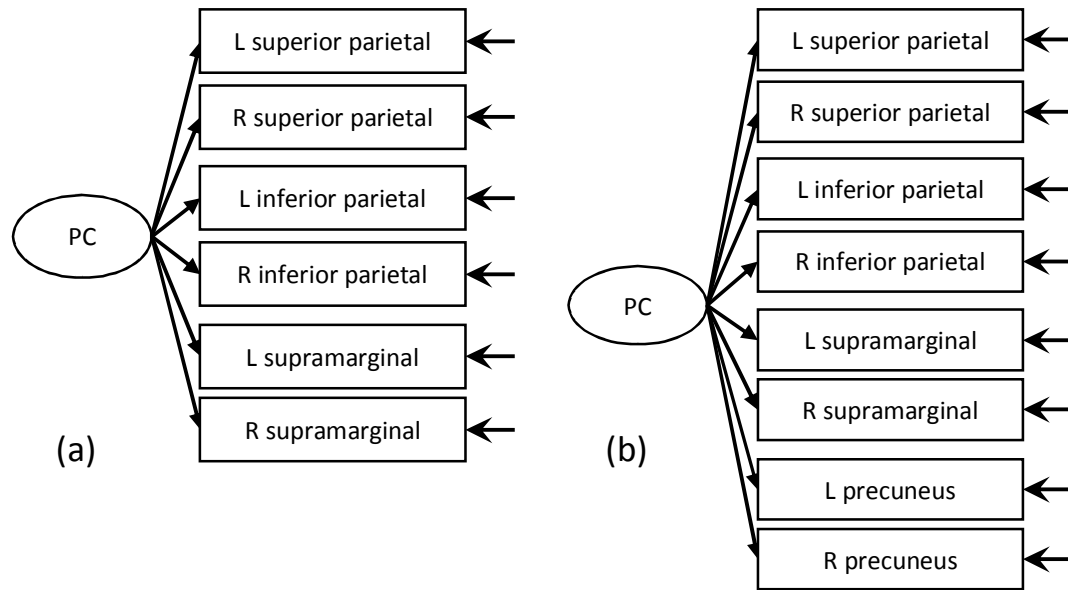 L superior parietal
R superior parietal
L inferior parietal
PC
R inferior parietal
L supramarginal
R supramarginal
(a)
L superior parietal
R superior parietal
L inferior parietal
R inferior parietal
PC
L supramarginal
R supramarginal
(b)
L precuneus
R precuneus